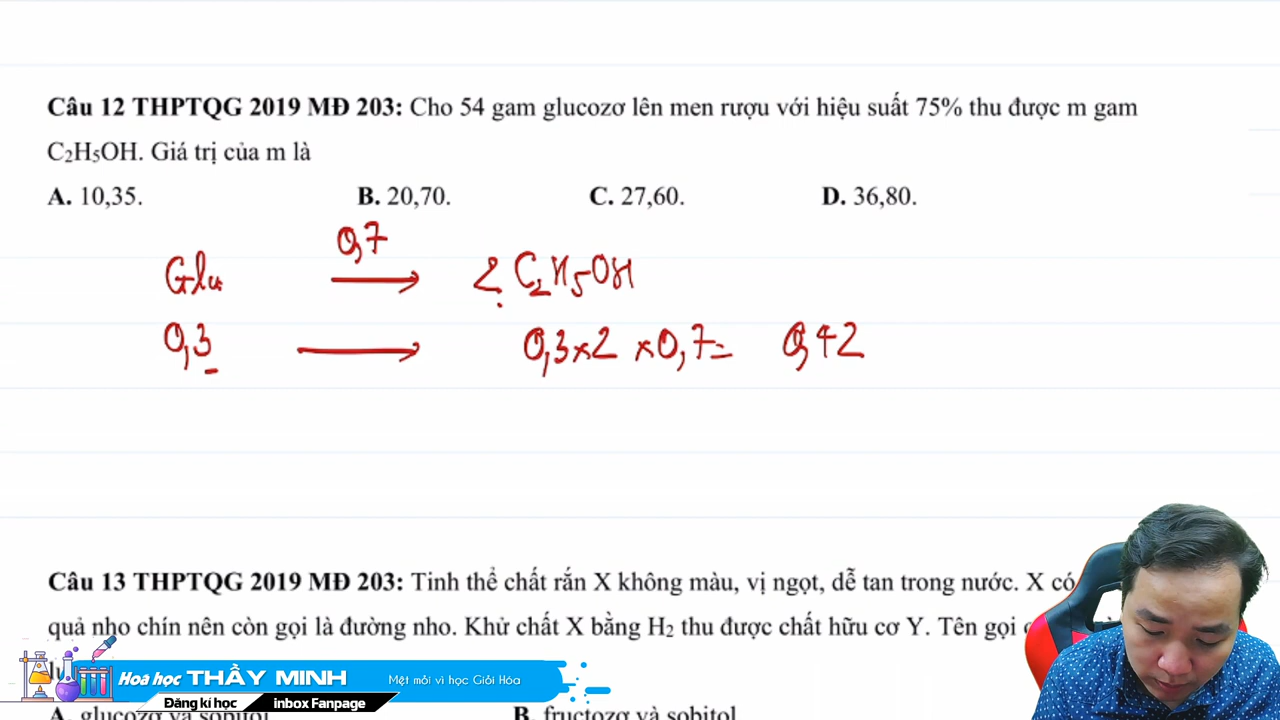 Câu 12 THPTQG 2019 MĐ 203: Cho 54 gam glucozơ lên men rượu với hiệu suất 75% thu được m gam
C₂H₅OH. Giá trị của m là
A. 10,35. B. 20,70. C. 27,60. D. 36,80.
0,7
Glu → 2 C₂H₅OH
0,3 → 0,3×2 ×0,7= 0,42
Câu 13 THPTQG 2019 MĐ 203: Tinh thể chất rắn X không màu, vị ngọt, dễ tan trong nước. X có
quả nho chín nên còn gọi là đường nho. Khử chất X bằng H₂ thu được chất hữu cơ Y. Tên gọi
Hoá học THẦY MINH Mệt mỏi vì học Giỏi Hóa
Đăng kí học inbox Fanpage
A. glucozơ và sobitol B. fructozơ và sobitol